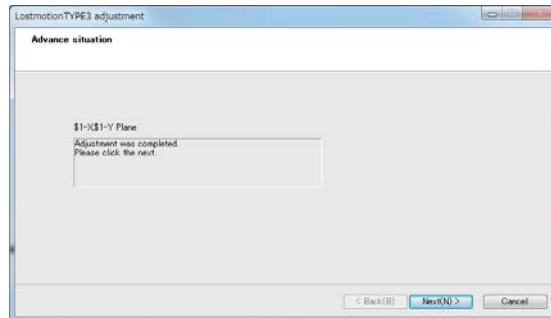 LostmotionTYPE3 adjustment
Advance situation
$1-X$1-Y Plane
Adjustment was completed.
Please click the next.
< Back(B)
Next(N) >
Cancel